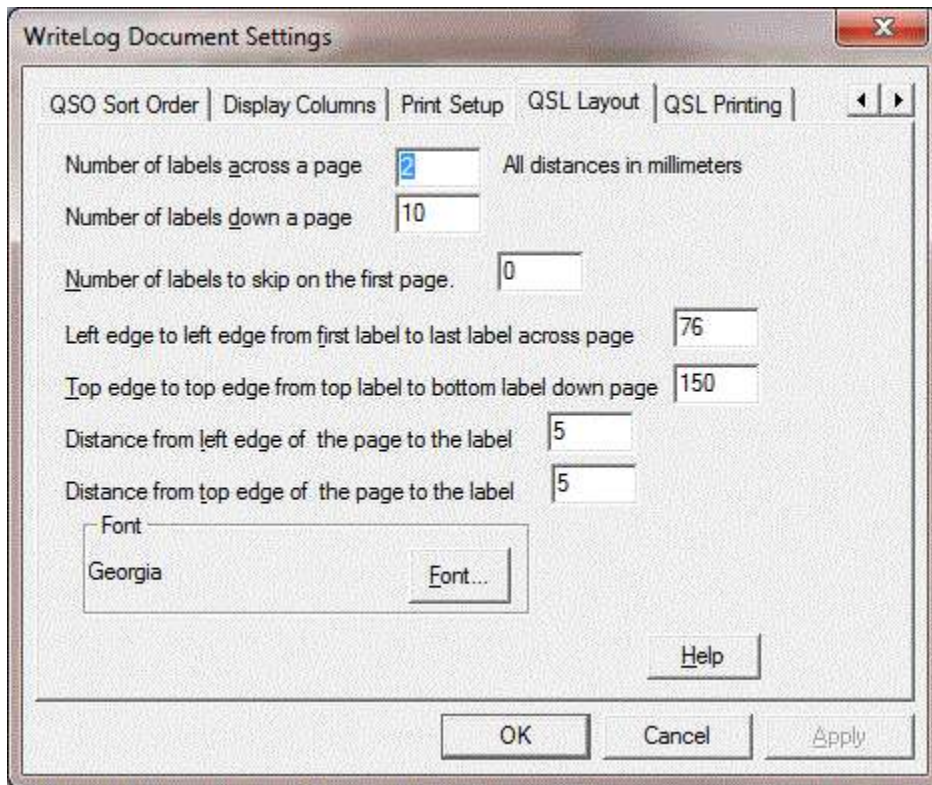 WriteLog Document Settings
QSO Sort Order Display Columns Print Setup QSL Layout QSL Printing
Number of labels across a page 2 All distances in millimeters
Number of labels down a page 10
Number of labels to skip on the first page. 0
Left edge to left edge from first label to last label across page 76
Top edge to top edge from top label to bottom label down page 150
Distance from left edge of the page to the label 5
Distance from top edge of the page to the label 5
Font
Georgia Font...
Help
OK Cancel Apply